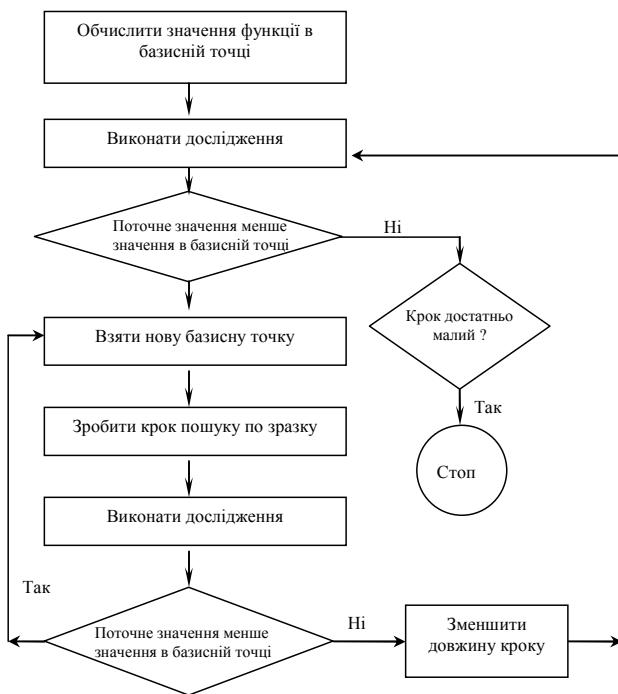 Обчислити значення функції в
базисній точці
Виконати дослідження
Поточне значення менше
значення в базисній точці
Ні
Крок достатньо
малий ?
Взяти нову базисну точку
Так
Зробити крок пошуку по зразку
Стоп
Виконати дослідження
Так
Поточне значення менше
значення в базисній точці
Ні
Зменшити
довжину кроку